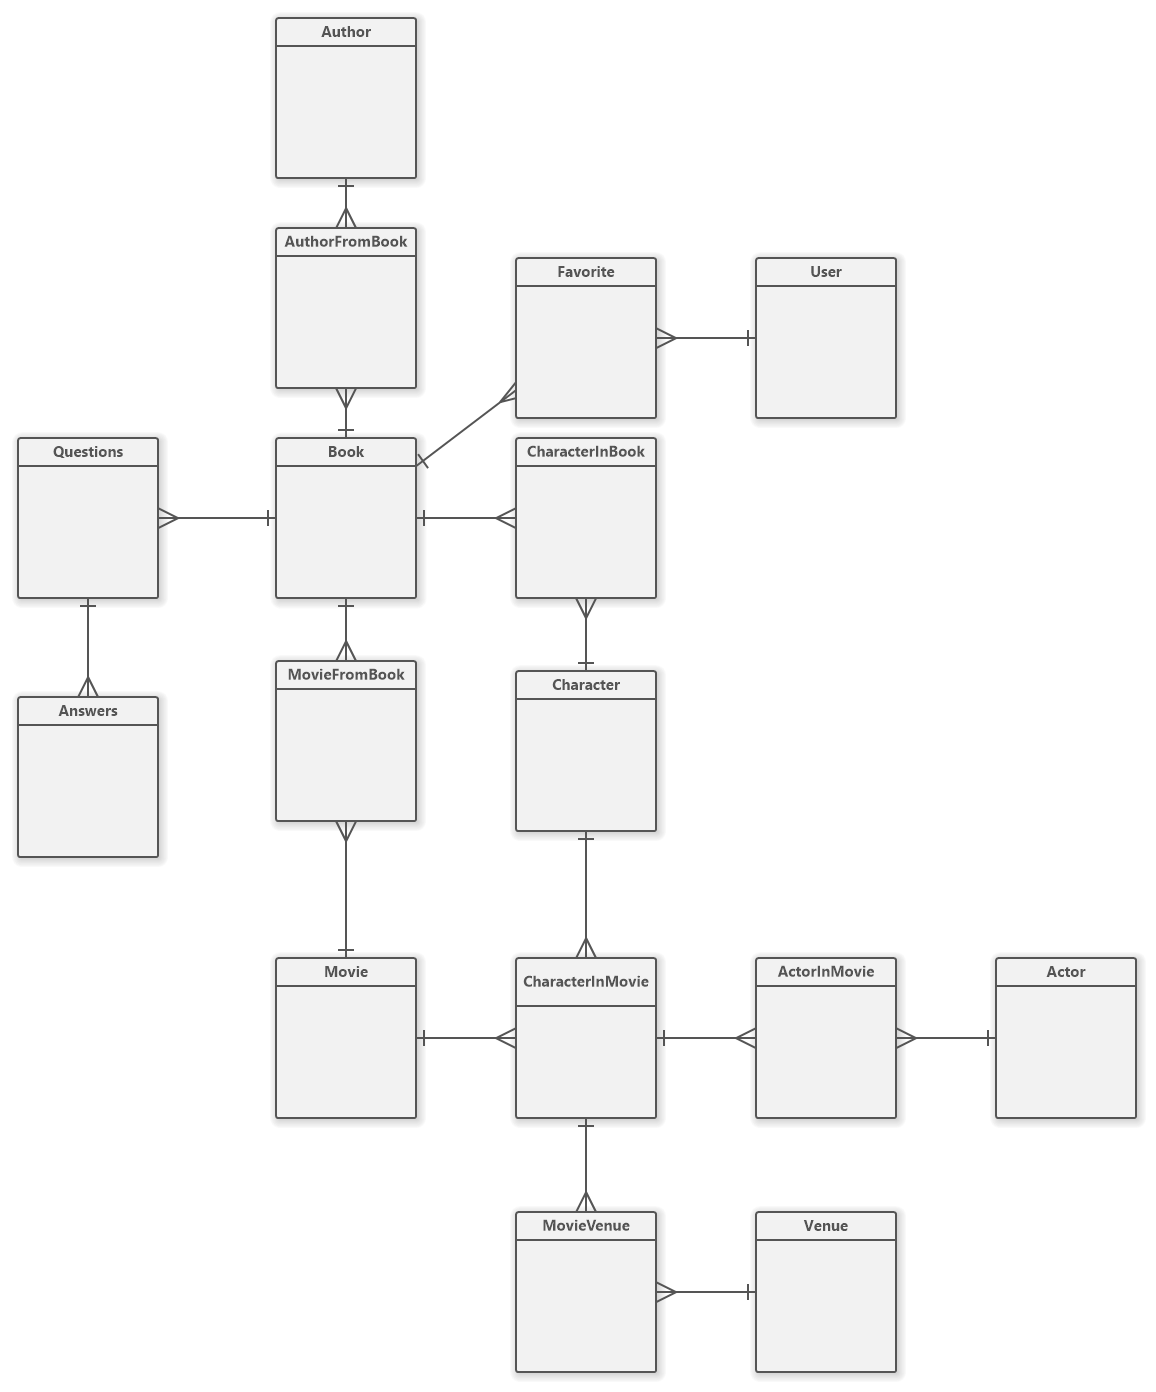 Author
AuthorFromBook
Favorite
User
Questions
Book
CharacterInBook
MovieFromBook
Character
Answers
Movie
CharacterInMovie
ActorInMovie
Actor
MovieVenue
Venue